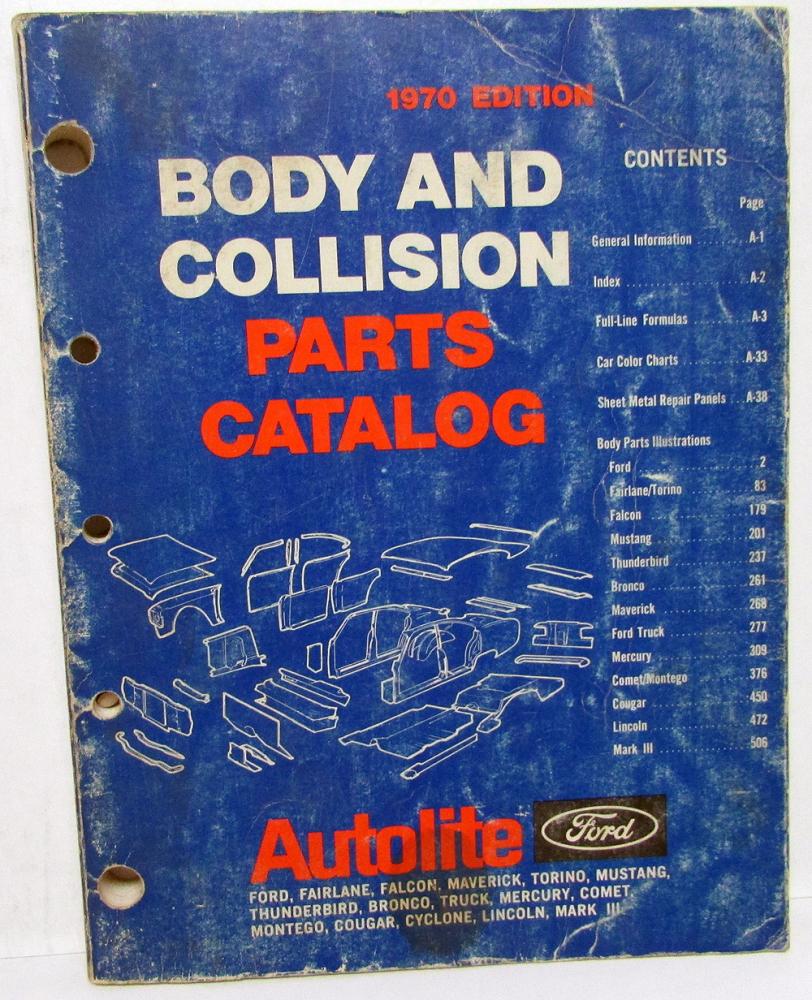 1970 EDITION
BODY AND
COLLISION
PARTS
CATALOG
CONTENTS
Page
General Information ........ A-1
Index .................... A-2
Full-Line Formulas ......... A-3
Car Color Charts ........... A-33
Sheet Metal Repair Panels ... A-38
Body Parts Illustrations
Ford .................... 2
Fairlane/Torino ............ 83
Falcon .................. 179
Mustang ................. 201
Thunderbird .............. 237
Bronco .................. 261
Maverick ................ 268
Ford Truck ............... 277
Mercury ................. 309
Comet/Montego ........... 376
Cougar .................. 450
Lincoln .................. 472
Mark III ................. 506
Autolite
Ford
FORD, FAIRLANE, FALCON, MAVERICK, TORINO, MUSTANG,
THUNDERBIRD, BRONCO, TRUCK, MERCURY, COMET,
MONTEGO, COUGAR, CYCLONE, LINCOLN, MARK III